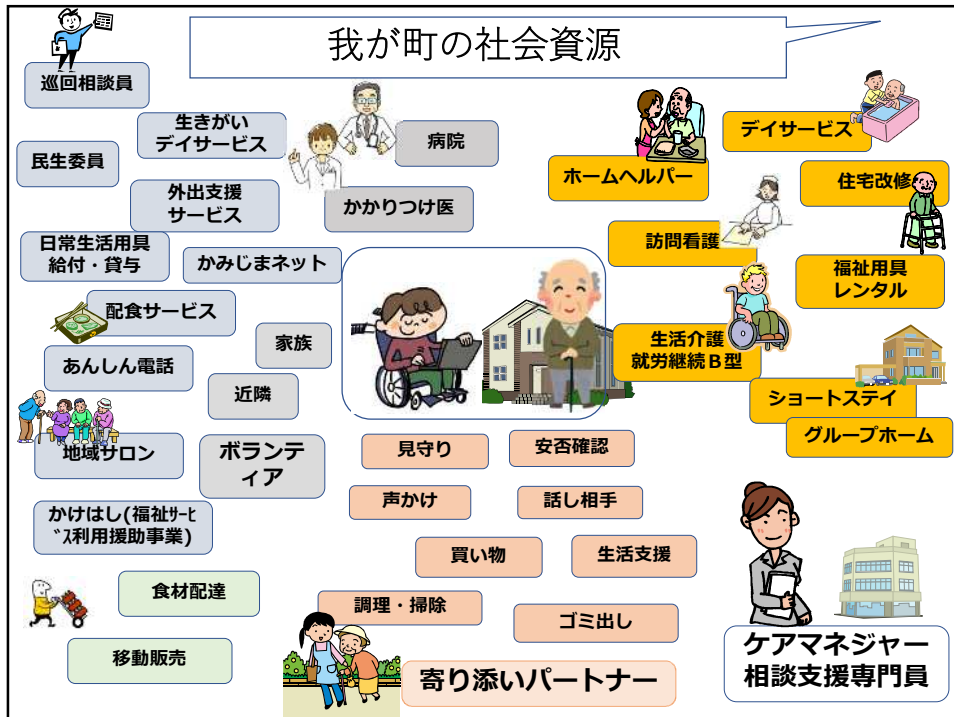 我が町の社会資源
巡回相談員
民生委員
生きがい
デイサービス
外出支援
サービス
日常生活用具
給付・貸与
かみじまネット
配食サービス
あんしん電話
地域サロン
かけはし(福祉ｻｰﾋ
ﾞｽ利用援助事業)
食材配達
移動販売
病院
かかりつけ医
家族
近隣
ボランテ
ィア
見守り
安否確認
声かけ
話し相手
買い物
生活支援
調理・掃除
ゴミ出し
寄り添いパートナー
ホームヘルパー
デイサービス
住宅改修
訪問看護
福祉用具
レンタル
生活介護
就労継続Ｂ型
ショートステイ
グループホーム
ケアマネジャー
相談支援専門員